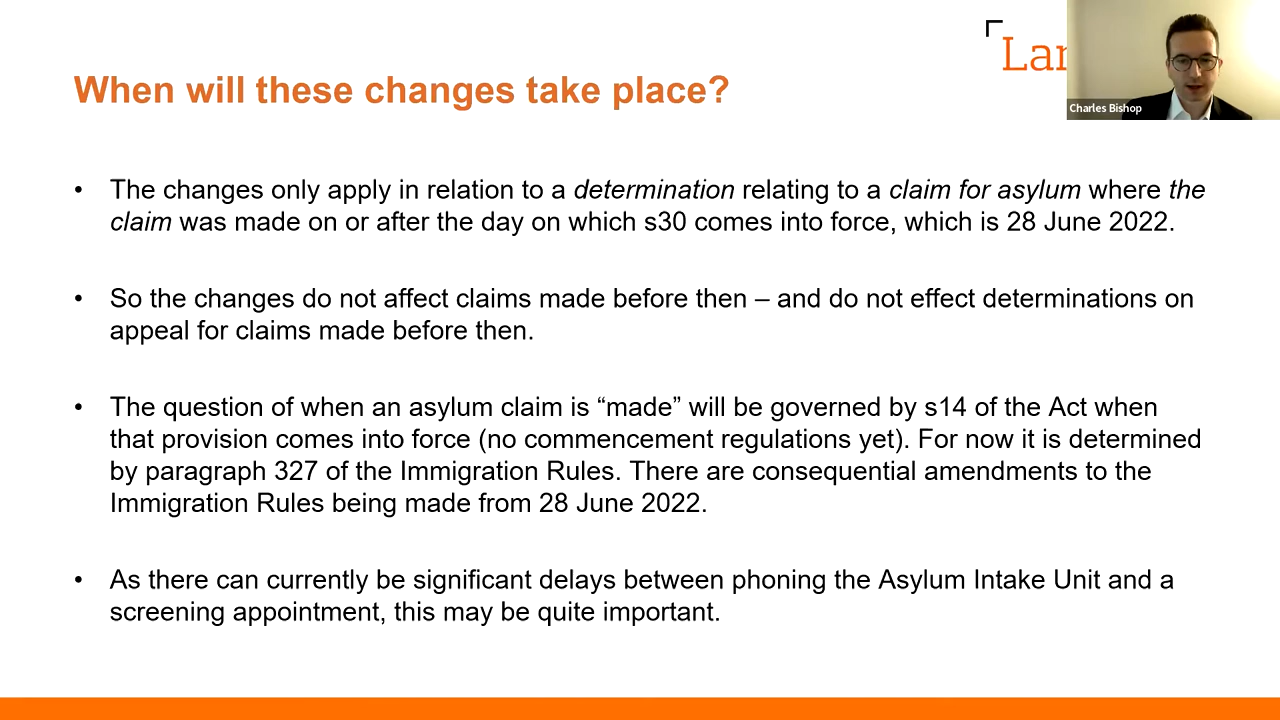 Lar
Charles Bishop
When will these changes take place?
• The changes only apply in relation to a determination relating to a claim for asylum where the
claim was made on or after the day on which s30 comes into force, which is 28 June 2022.
• So the changes do not affect claims made before then – and do not effect determinations on
appeal for claims made before then.
• The question of when an asylum claim is “made” will be governed by s14 of the Act when
that provision comes into force (no commencement regulations yet). For now it is determined
by paragraph 327 of the Immigration Rules. There are consequential amendments to the
Immigration Rules being made from 28 June 2022.
• As there can currently be significant delays between phoning the Asylum Intake Unit and a
screening appointment, this may be quite important.